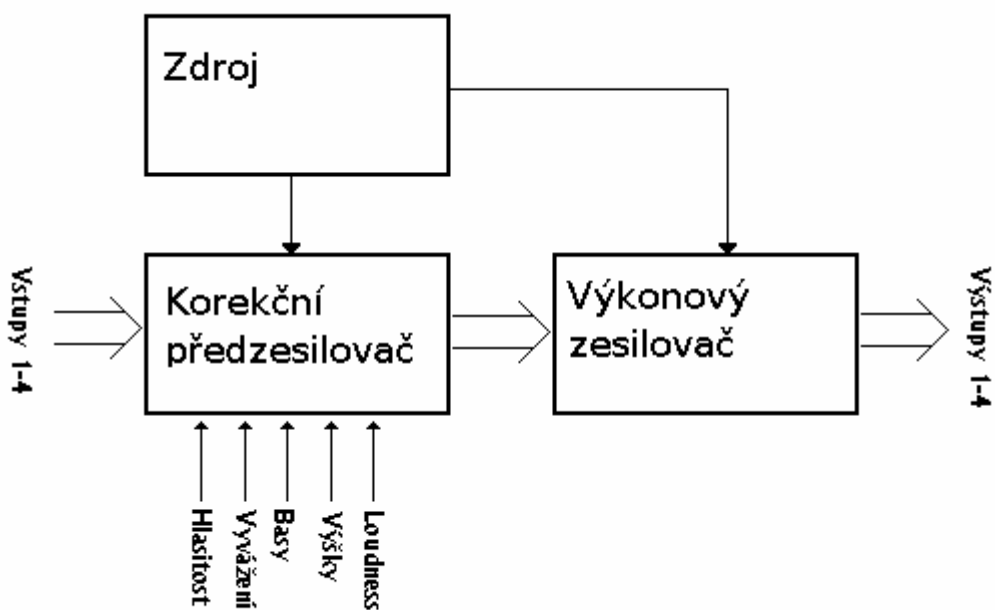 Zdroj
Vstupy 1-4
Korekční
předzesilovač
Výkonový
zesilovač
Výstupy 1-4
Hlasitost
Vyvážení
Basy
Výšky
Loudness